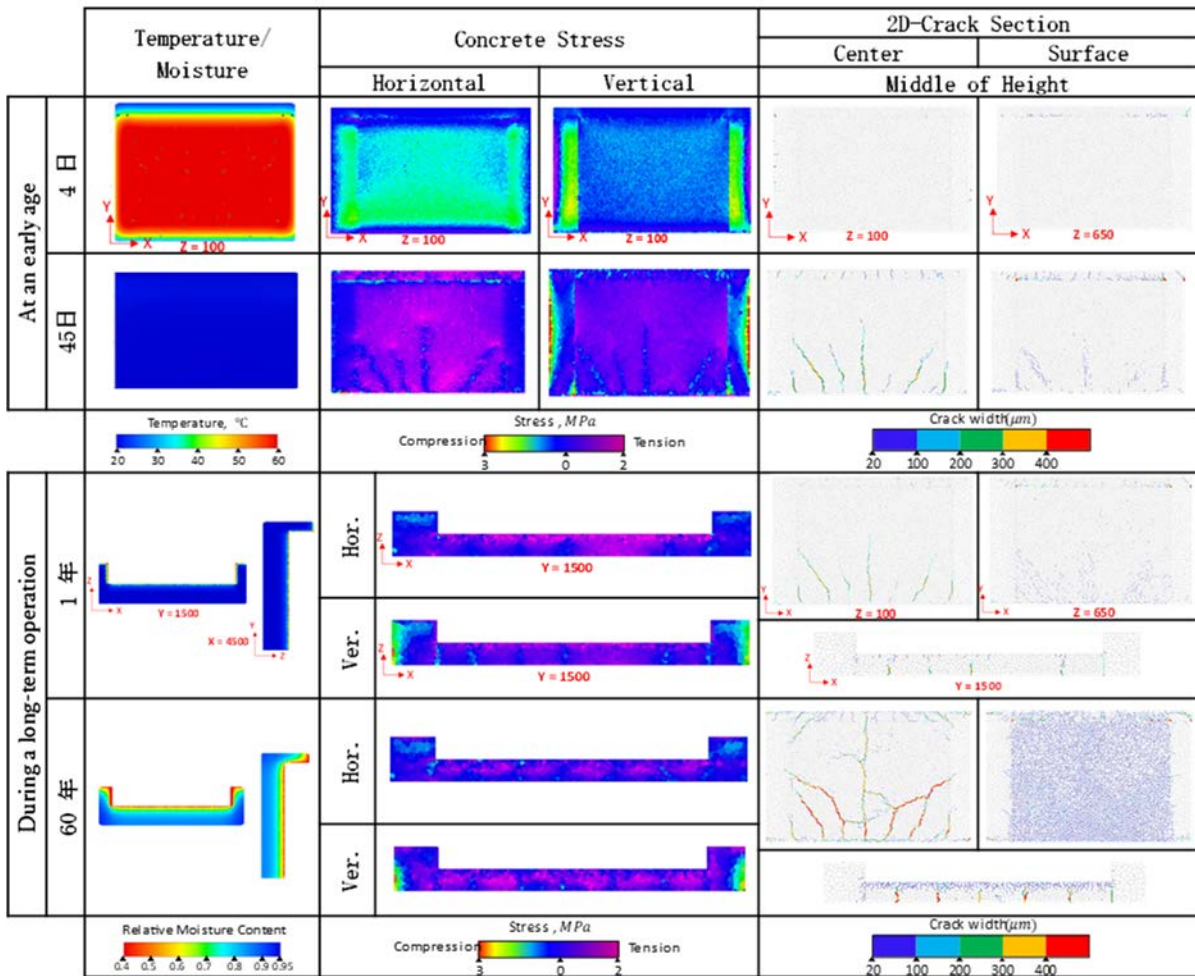 Temperature/
Moisture
Concrete Stress
2D-Crack Section
Horizontal
Vertical
Center
Surface
Middle of Height
At an early age
4 日
Y
X
Z = 100
Y
X
Z = 100
Y
X
Z = 100
Y
X
Z = 100
Y
X
Z = 650
45日
Temperature, ℃
20 30 40 50 60
Stress , MPa
Compression
Tension
3 0 2
Crack width(μm)
20 100 200 300 400
During a long-term operation
1 年
Z
X
Y = 1500
X = 4500
Y
Z
Hor.
Z
X
Y = 1500
Ver.
Z
X
Y = 1500
Y
X
Z = 100
Y
X
Z = 650
Z
X
Y = 1500
60 年
Hor.
Ver.
Relative Moisture Content
0.4 0.5 0.6 0.7 0.8 0.9 0.95
Stress , MPa
Compression
Tension
3 0 2
Crack width(μm)
20 100 200 300 400